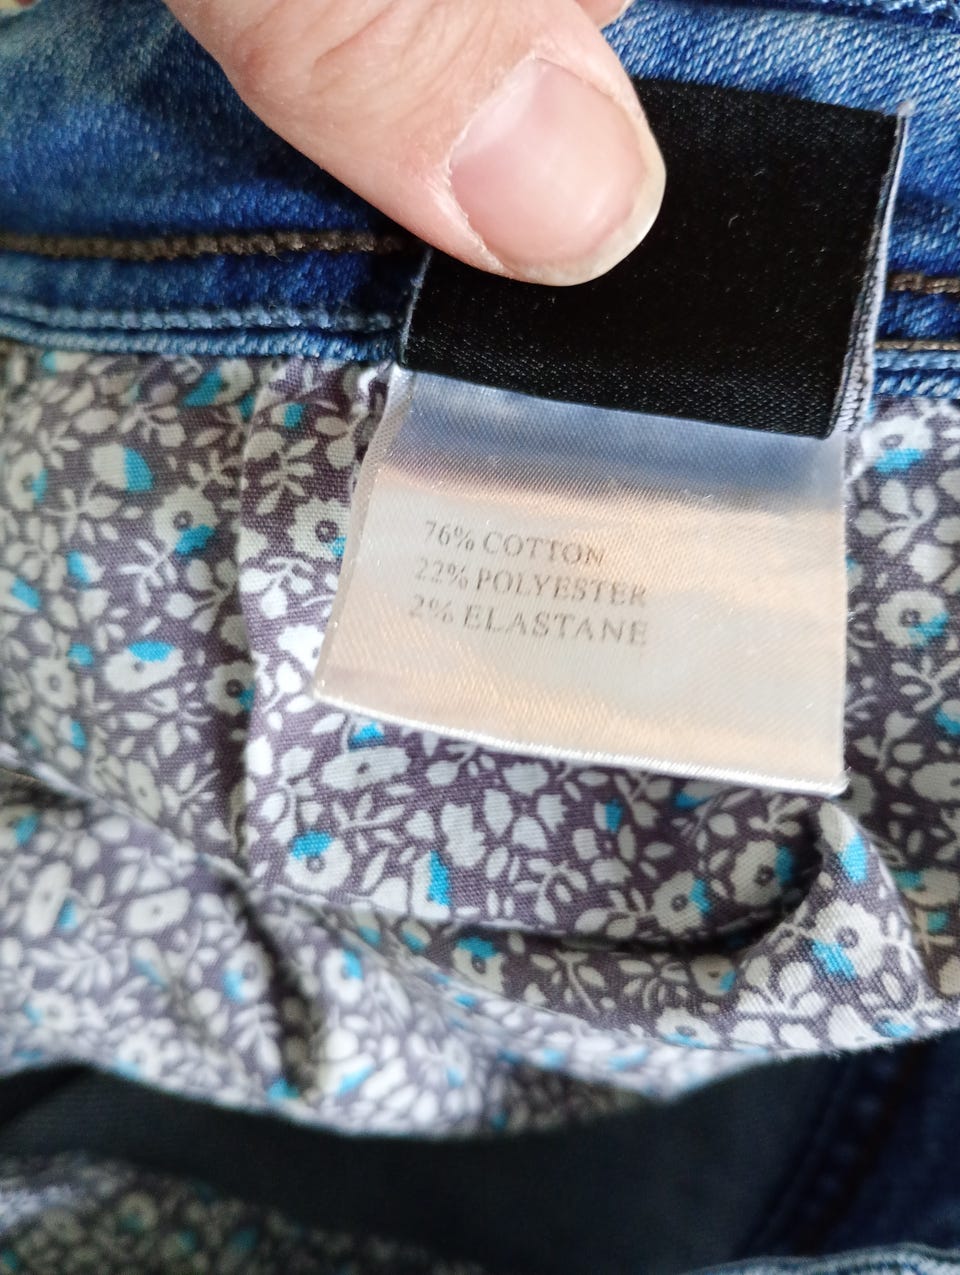 76% COTTON
22% POLYESTER
2% ELASTANE